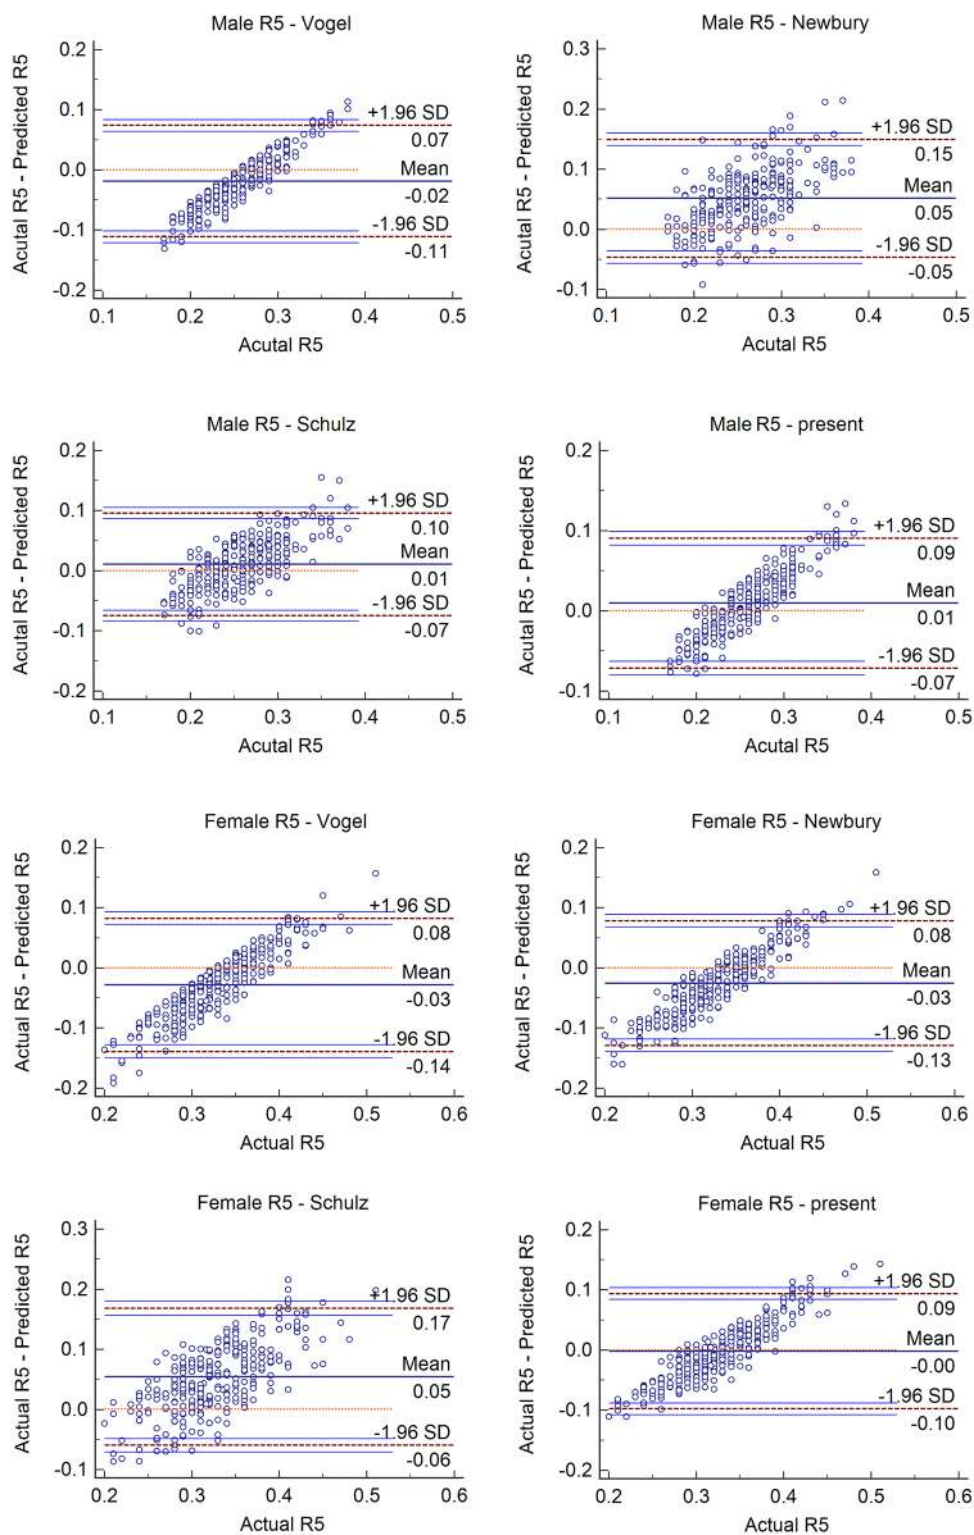 Male R5 - Vogel
Acutal R5 - Predicted R5
0.2
0.1
0.0
-0.1
-0.2
+1.96 SD
0.07
Mean
-0.02
-1.96 SD
-0.11
0.1
0.2
0.3
0.4
0.5
Acutal R5
Male R5 - Newbury
Acutal R5 - Predicted R5
0.3
0.2
0.1
0.0
-0.1
+1.96 SD
0.15
Mean
0.05
-1.96 SD
-0.05
0.1
0.2
0.3
0.4
0.5
Acutal R5
Male R5 - Schulz
Acutal R5 - Predicted R5
0.2
0.1
0.0
-0.1
-0.2
+1.96 SD
0.10
Mean
0.01
-1.96 SD
-0.07
0.1
0.2
0.3
0.4
0.5
Acutal R5
Male R5 - present
Acutal R5 - Predicted R5
0.2
0.1
0.0
-0.1
+1.96 SD
0.09
Mean
0.01
-1.96 SD
-0.07
0.1
0.2
0.3
0.4
0.5
Acutal R5
Female R5 - Vogel
Actual R5 - Predicted R5
0.2
0.1
0.0
-0.1
-0.2
+1.96 SD
0.08
Mean
-0.03
-1.96 SD
-0.14
0.2
0.3
0.4
0.5
0.6
Actual R5
Female R5 - Newbury
Actual R5 - Predicted R5
0.2
0.1
0.0
-0.1
-0.2
+1.96 SD
0.08
Mean
-0.03
-1.96 SD
-0.13
0.2
0.3
0.4
0.5
0.6
Actual R5
Female R5 - Schulz
Actual R5 - Predicted R5
0.3
0.2
0.1
0.0
-0.1
+1.96 SD
0.17
Mean
0.05
-1.96 SD
-0.06
0.2
0.3
0.4
0.5
0.6
Actual R5
Female R5 - present
Actual R5 - Predicted R5
0.2
0.1
0.0
-0.1
-0.2
+1.96 SD
0.09
Mean
-0.00
-1.96 SD
-0.10
0.2
0.3
0.4
0.5
0.6
Actual R5